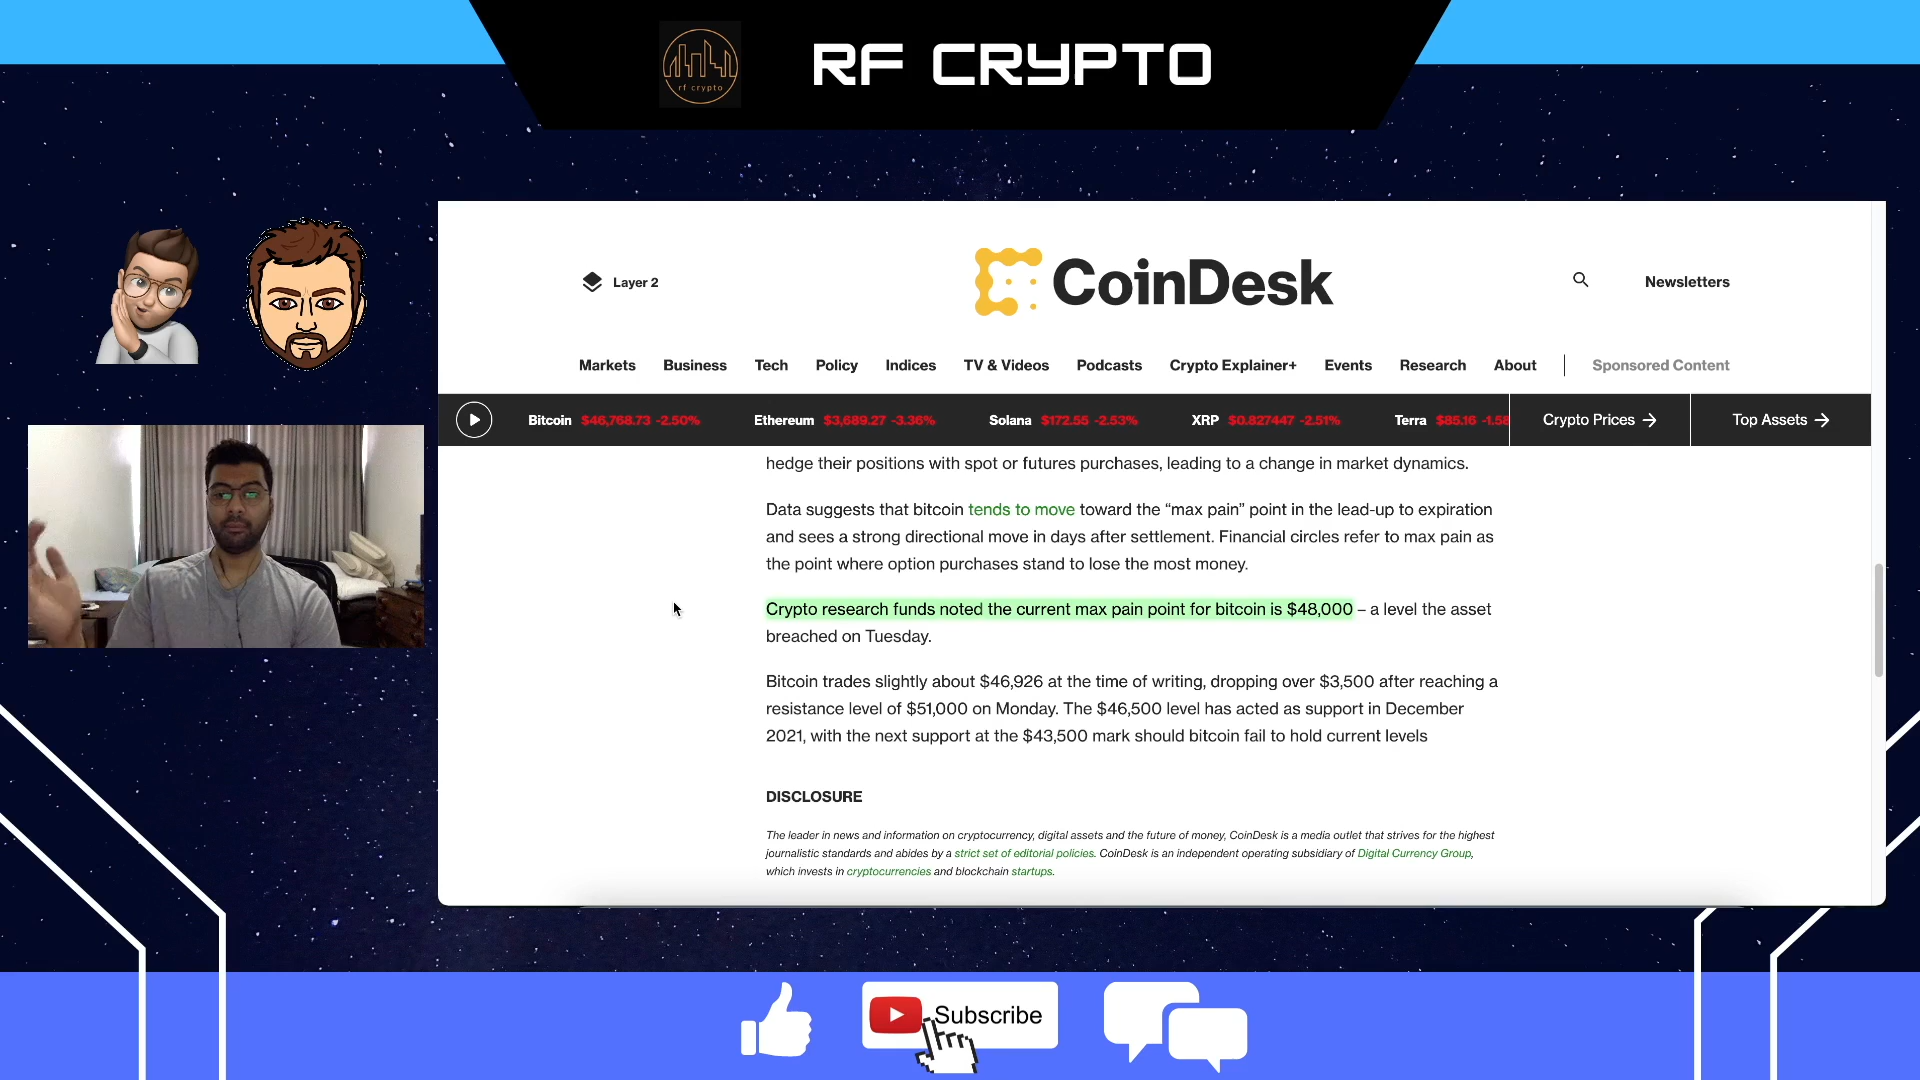 RF CRYPTO
rf crypto
Layer 2
CoinDesk
Newsletters
Markets Business Tech Policy Indices TV & Videos Podcasts Crypto Explainer+ Events Research About Sponsored Content
Bitcoin $46,768.73 -2.50% Ethereum $3,689.27 -3.36% Solana $172.55 -2.53% XRP $0.827447 -2.51% Terra $85.16 -1.58 Crypto Prices → Top Assets →
hedge their positions with spot or futures purchases, leading to a change in market dynamics.
Data suggests that bitcoin tends to move toward the “max pain” point in the lead-up to expiration
and sees a strong directional move in days after settlement. Financial circles refer to max pain as
the point where option purchases stand to lose the most money.
Crypto research funds noted the current max pain point for bitcoin is $48,000 – a level the asset
breached on Tuesday.
Bitcoin trades slightly about $46,926 at the time of writing, dropping over $3,500 after reaching a
resistance level of $51,000 on Monday. The $46,500 level has acted as support in December
2021, with the next support at the $43,500 mark should bitcoin fail to hold current levels
DISCLOSURE
The leader in news and information on cryptocurrency, digital assets and the future of money, CoinDesk is a media outlet that strives for the highest
journalistic standards and abides by a strict set of editorial policies. CoinDesk is an independent operating subsidiary of Digital Currency Group,
which invests in cryptocurrencies and blockchain startups.
Subscribe